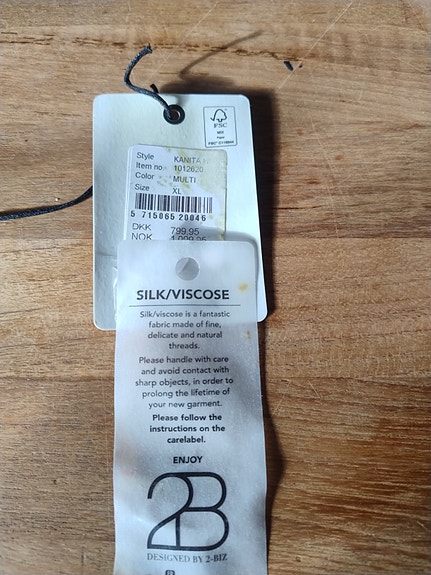 FSC
MIX
Style KANITA
Item no. 1012620
Color MULTI
Size XL
5 715065 20046
DKK 799,95
NOK
SILK/VISCOSE
Silk/viscose is a fantastic
fabric made of fine,
delicate and natural
threads.
Please handle with care
and avoid contact with
sharp objects, in order to
prolong the lifetime of
your new garment.
Please follow the
instructions on the
carelabel.
ENJOY
2B
DESIGNED BY 2-BIZ